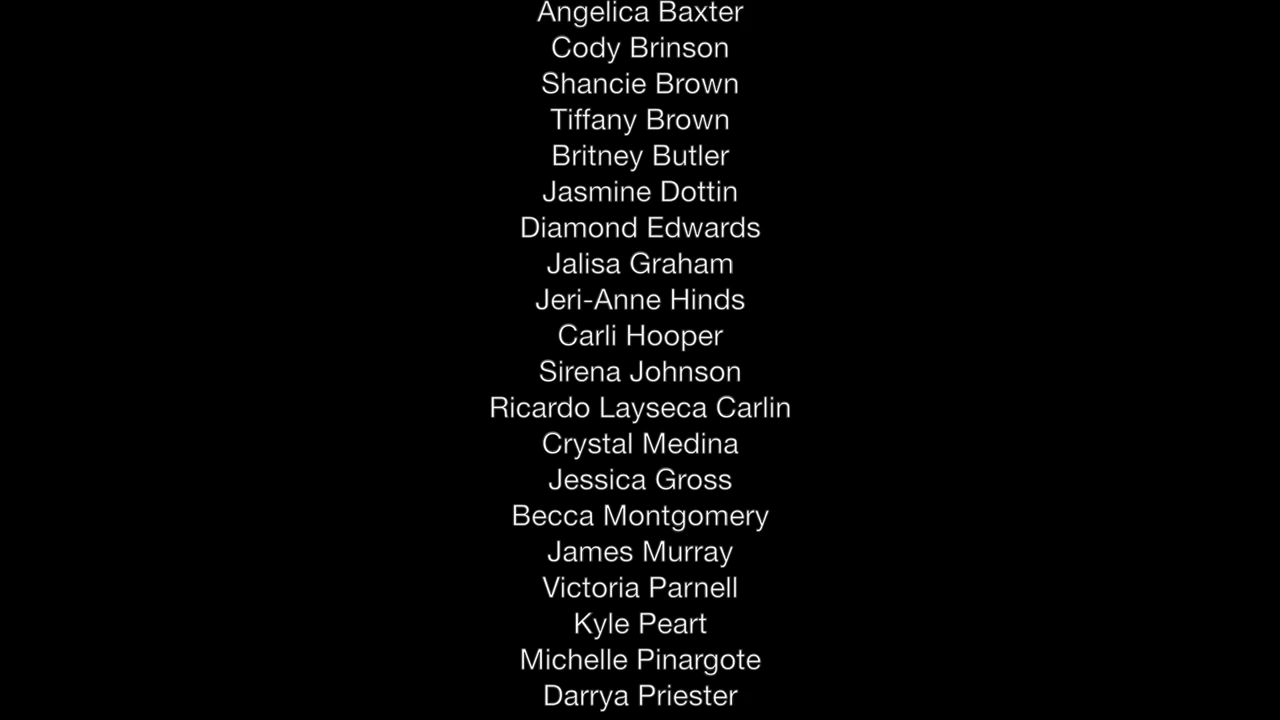 Angelica Baxter
Cody Brinson
Shancie Brown
Tiffany Brown
Britney Butler
Jasmine Dottin
Diamond Edwards
Jalisa Graham
Jeri-Anne Hinds
Carli Hooper
Sirena Johnson
Ricardo Layseca Carlin
Crystal Medina
Jessica Gross
Becca Montgomery
James Murray
Victoria Parnell
Kyle Peart
Michelle Pinargote
Darrya Priester